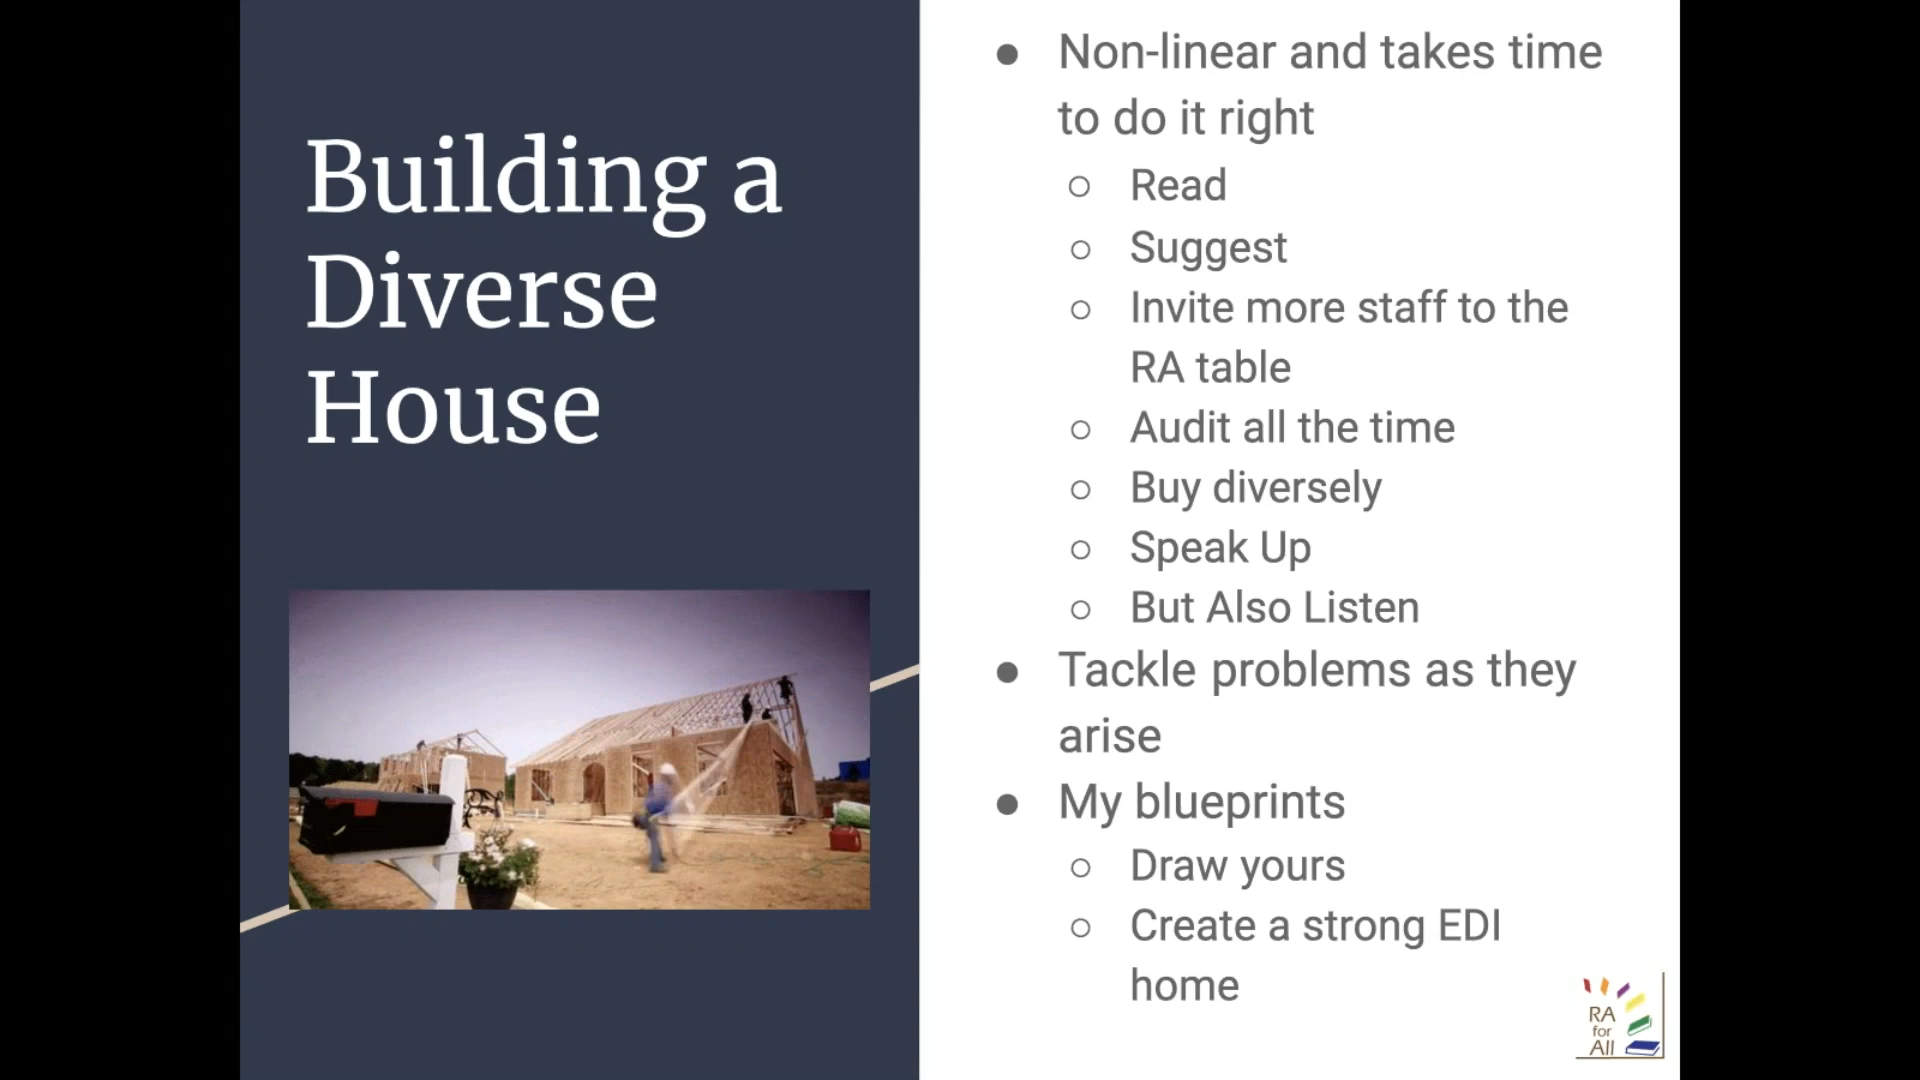 Building a
Diverse
House
● Non-linear and takes time
to do it right
○ Read
○ Suggest
○ Invite more staff to the
RA table
○ Audit all the time
○ Buy diversely
○ Speak Up
○ But Also Listen
● Tackle problems as they
arise
● My blueprints
○ Draw yours
○ Create a strong EDI
home
RA
for
All